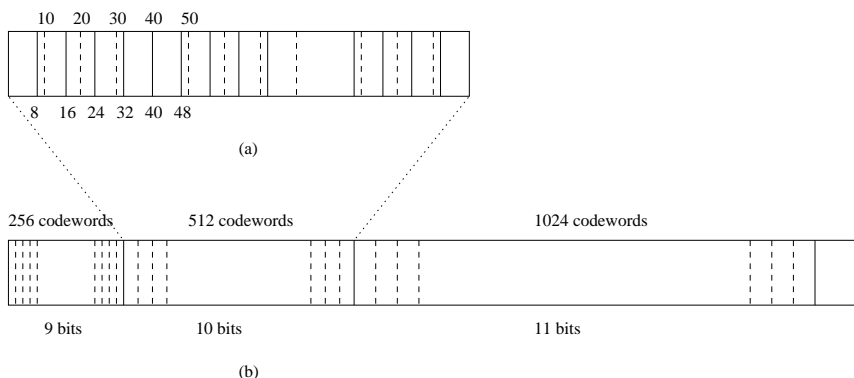 10 20 30 40 50
8 16 24 32 40 48
(a)
256 codewords 512 codewords 1024 codewords
9 bits 10 bits 11 bits
(b)